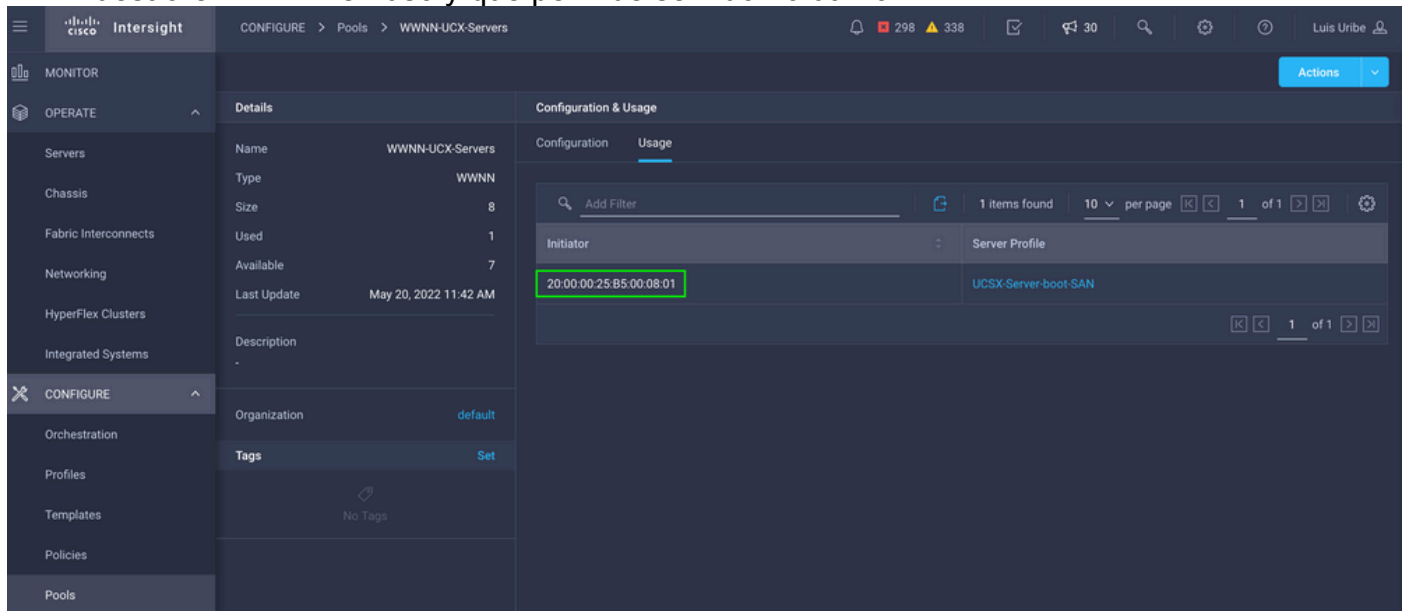 cisco Intersight CONFIGURE > Pools > WWNN-UCX-Servers 298 338 30 Luis Uribe
MONITOR Actions
OPERATE Details Configuration & Usage
Servers Name WWNN-UCX-Servers Configuration Usage
Type WWNN
Chassis Size 8 Add Filter 1 items found 10 per page 1 of 1
Fabric Interconnects Used 1 Initiator Server Profile
Networking Available 7 20:00:00:25:B5:00:08:01 UCSX-Server-boot-SAN
Last Update May 20, 2022 11:42 AM
HyperFlex Clusters 1 of 1
Description
Integrated Systems -
CONFIGURE
Organization default
Orchestration
Tags Set
Profiles
No Tags
Templates
Policies
Pools